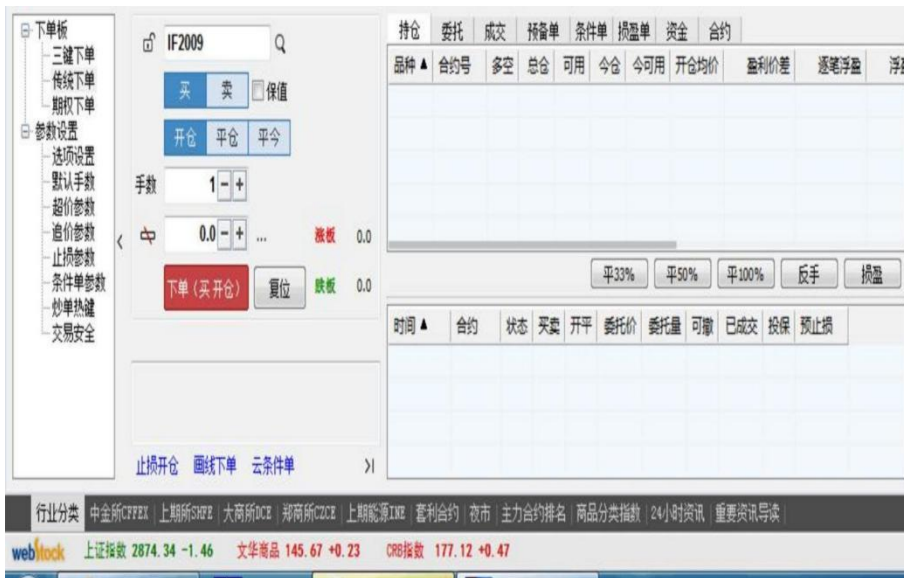 下单板
三键下单
传统下单
期权下单
参数设置
选项设置
默认手数
超价参数
追价参数
止损参数
条件单参数
炒单热键
交易安全
IF2009
买 卖 保值
开仓 平仓 平今
手数 1 - +
0.0 - + ... 涨板 0.0
下单（买开仓） 复位 跌板 0.0
止损开仓 画线下单 云条件单
持仓 委托 成交 预备单 条件单 损盈单 资金 合约
品种 合约号 多空 总仓 可用 今仓 今可用 开仓均价 盈利价差 逐笔浮盈 浮盈
平33% 平50% 平100% 反手 损盈
时间 合约 状态 买卖 开平 委托价 委托量 可撤 已成交 投保 预止损
行业分类 中金所CFFEX 上期所SHFE 大商所DCE 郑商所CZCE 上期能源INE 套利合约 夜市 主力合约排名 商品分类指数 24小时资讯 重要资讯导读
webstock 上证指数 2874.34 -1.46 文华商品 145.67 +0.23 CRB指数 177.12 +0.47